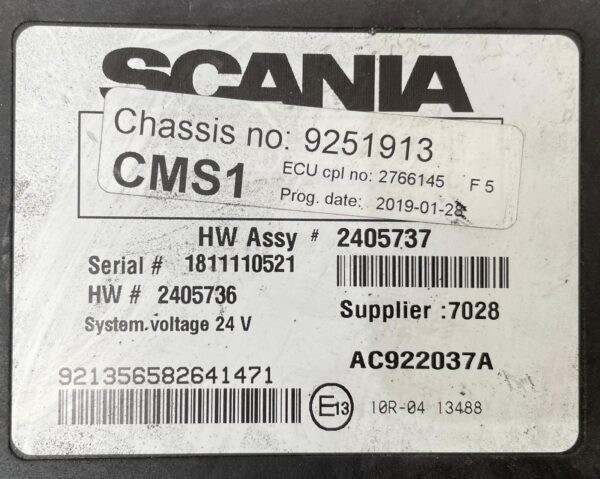 SCANIA
Chassis no: 9251913
CMS1
ECU cpl no: 2766145 F 5
Prog. date: 2019-01-28
HW Assy # 2405737
Serial # 1811110521
HW # 2405736
Supplier :7028
System voltage 24 V
AC922037A
921356582641471
E13 10R-04 13488